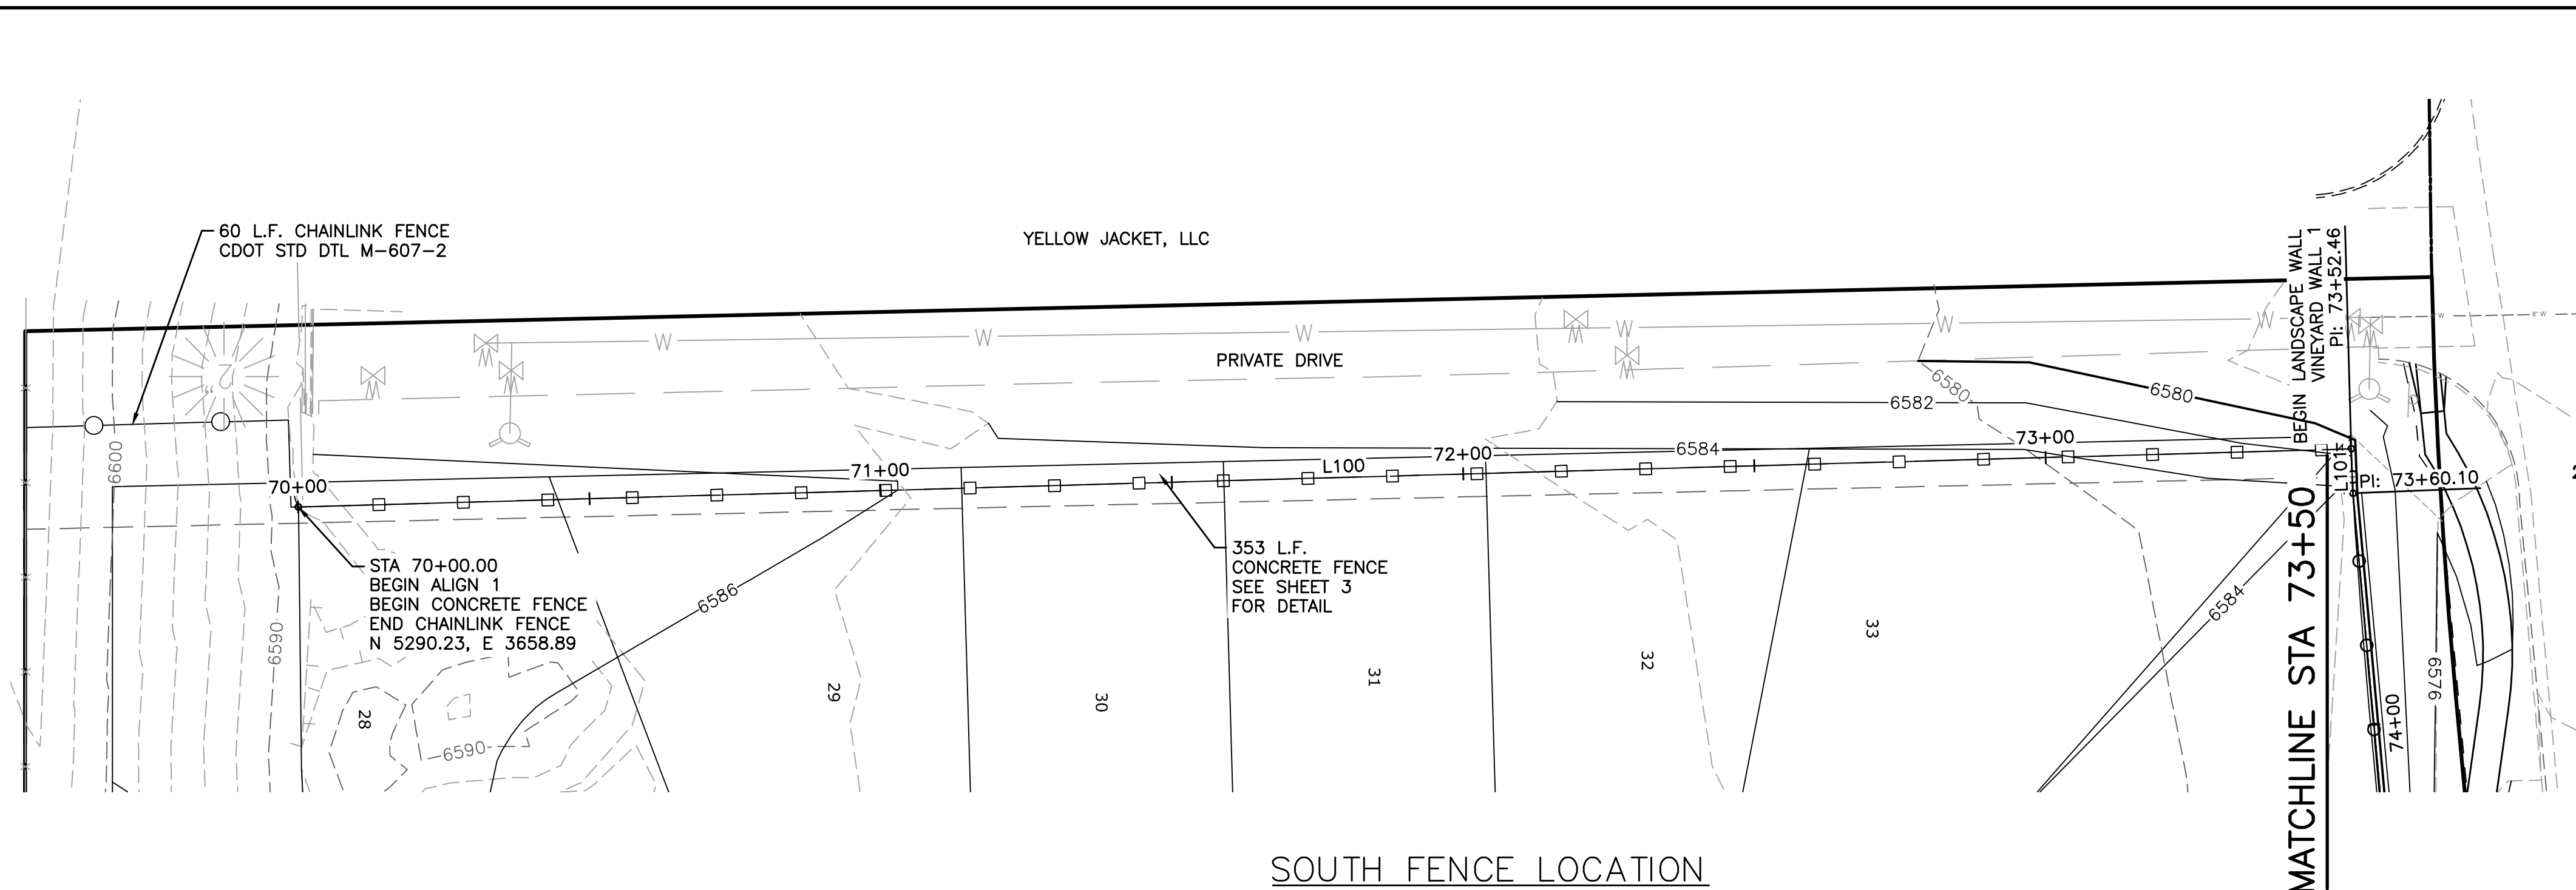 60 L.F. CHAINLINK FENCE
CDOT STD DTL M-607-2
YELLOW JACKET, LLC
BEGIN LANDSCAPE WALL
VINEYARD WALL 1
PI: 73+52.46
W
W
W
W
W
W
W
8" W
PRIVATE DRIVE
6580
6580
6582
6584
6600
70+00
71+00
L100
72+00
73+00
L101
PI: 73+60.10
STA 70+00.00
BEGIN ALIGN 1
BEGIN CONCRETE FENCE
END CHAINLINK FENCE
N 5290.23, E 3658.89
353 L.F.
CONCRETE FENCE
SEE SHEET 3
FOR DETAIL
6586
6584
6590
6590
28
29
30
31
32
33
6576
74+00
MATCHLINE STA 73+50
SOUTH FENCE LOCATION